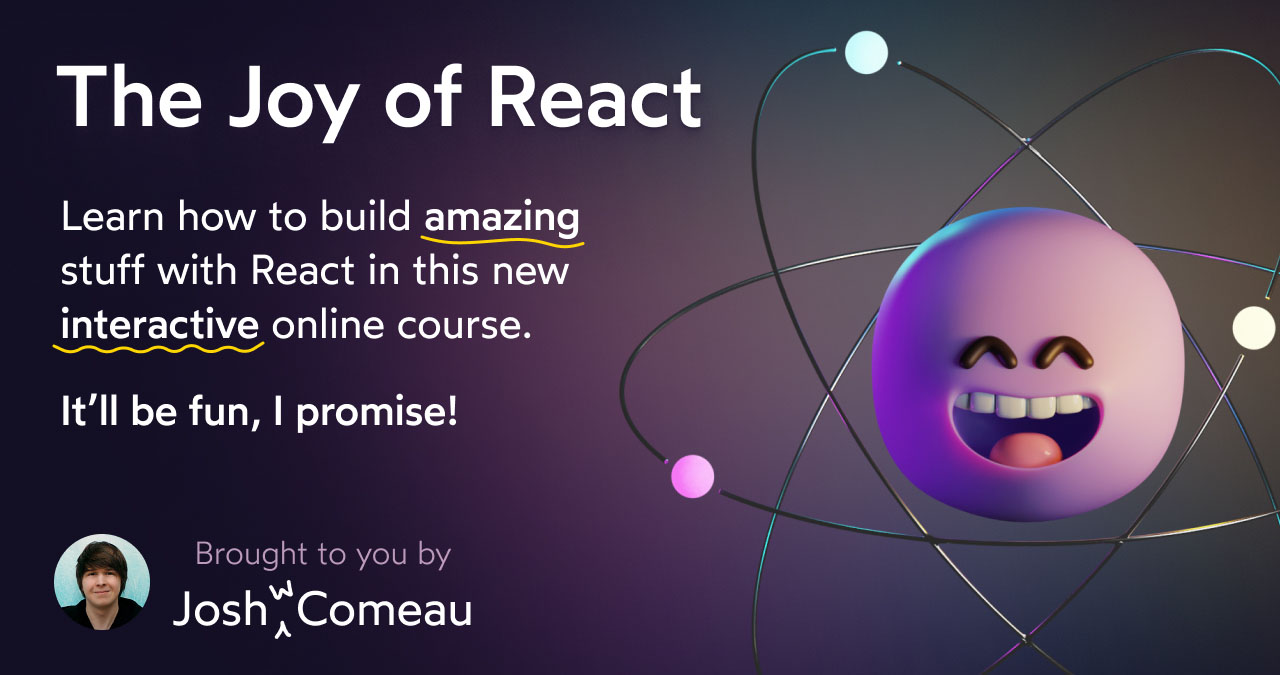 The Joy of React
Learn how to build amazing
stuff with React in this new
interactive online course.
It’ll be fun, I promise!
Brought to you by
Josh W Comeau